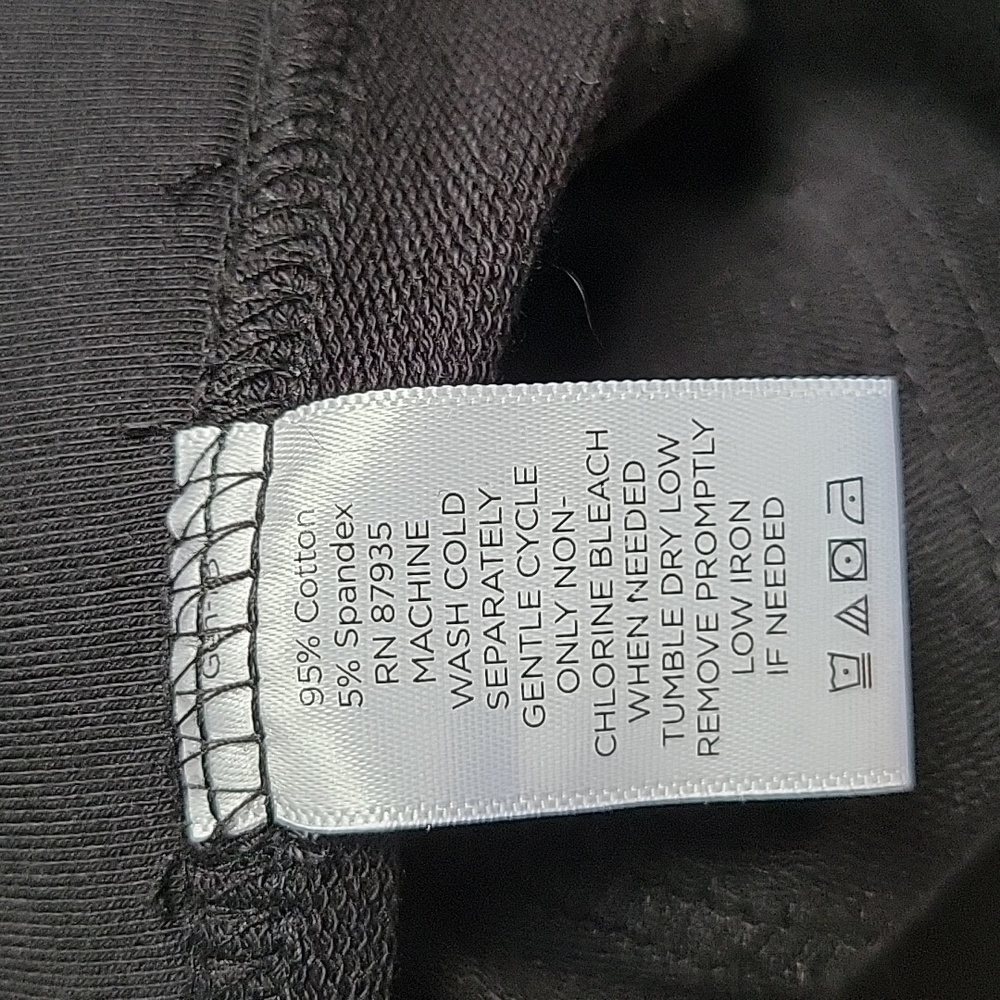 95% Cotton
5% Spandex
RN 87935
MACHINE
WASH COLD
SEPARATELY
GENTLE CYCLE
ONLY NON-
CHLORINE BLEACH
WHEN NEEDED
TUMBLE DRY LOW
REMOVE PROMPTLY
LOW IRON
IF NEEDED